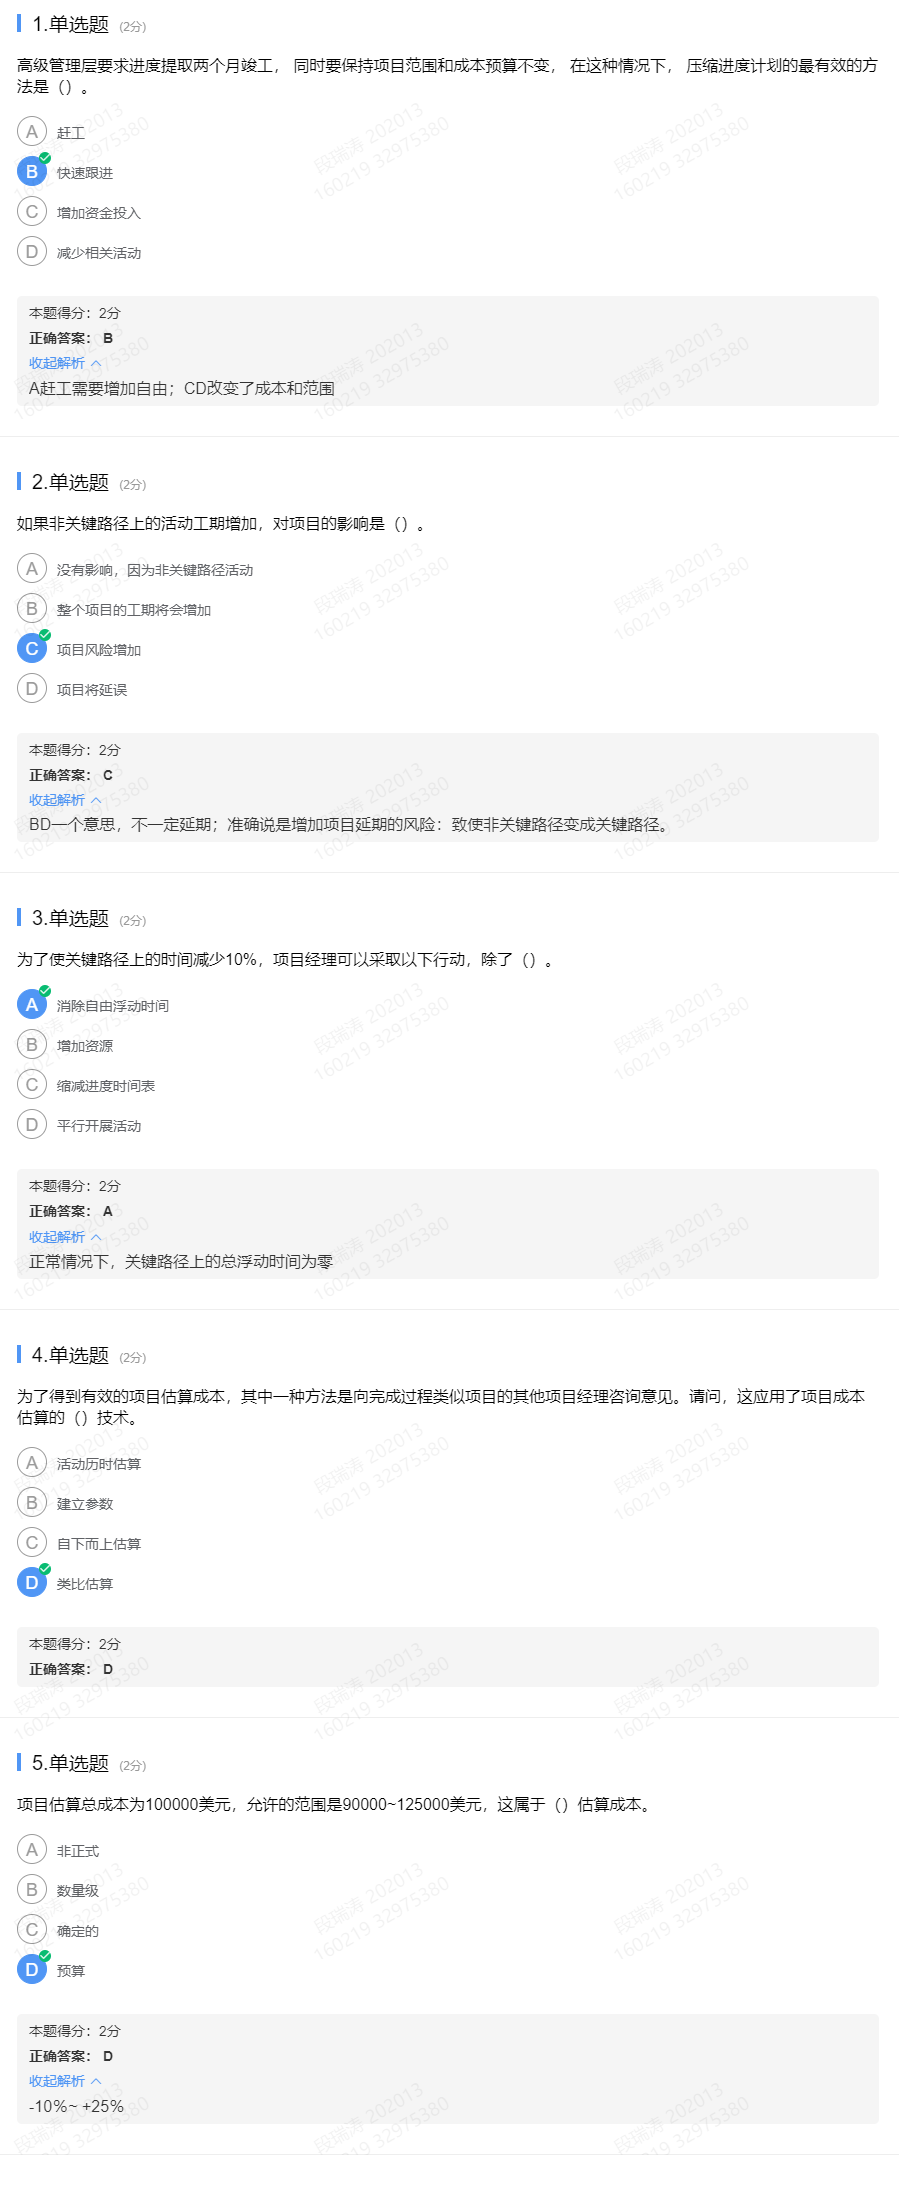 1.单选题 (2分)
高级管理层要求进度提取两个月竣工， 同时要保持项目范围和成本预算不变， 在这种情况下， 压缩进度计划的最有效的方
法是（）。
A 赶工
B 快速跟进
C 增加资金投入
D 减少相关活动
本题得分：2分
正确答案： B
收起解析
A赶工需要增加自由；CD改变了成本和范围
2.单选题 (2分)
如果非关键路径上的活动工期增加，对项目的影响是（）。
A 没有影响，因为非关键路径活动
B 整个项目的工期将会增加
C 项目风险增加
D 项目将延误
本题得分：2分
正确答案： C
收起解析
BD一个意思，不一定延期；准确说是增加项目延期的风险：致使非关键路径变成关键路径。
3.单选题 (2分)
为了使关键路径上的时间减少10%，项目经理可以采取以下行动，除了（）。
A 消除自由浮动时间
B 增加资源
C 缩减进度时间表
D 平行开展活动
本题得分：2分
正确答案： A
收起解析
正常情况下，关键路径上的总浮动时间为零
4.单选题 (2分)
为了得到有效的项目估算成本，其中一种方法是向完成过程类似项目的其他项目经理咨询意见。请问，这应用了项目成本
估算的（）技术。
A 活动历时估算
B 建立参数
C 自下而上估算
D 类比估算
本题得分：2分
正确答案： D
5.单选题 (2分)
项目估算总成本为100000美元，允许的范围是90000~125000美元，这属于（）估算成本。
A 非正式
B 数量级
C 确定的
D 预算
本题得分：2分
正确答案： D
收起解析
-10%~ +25%
段瑞涛 202013
160219 32975380